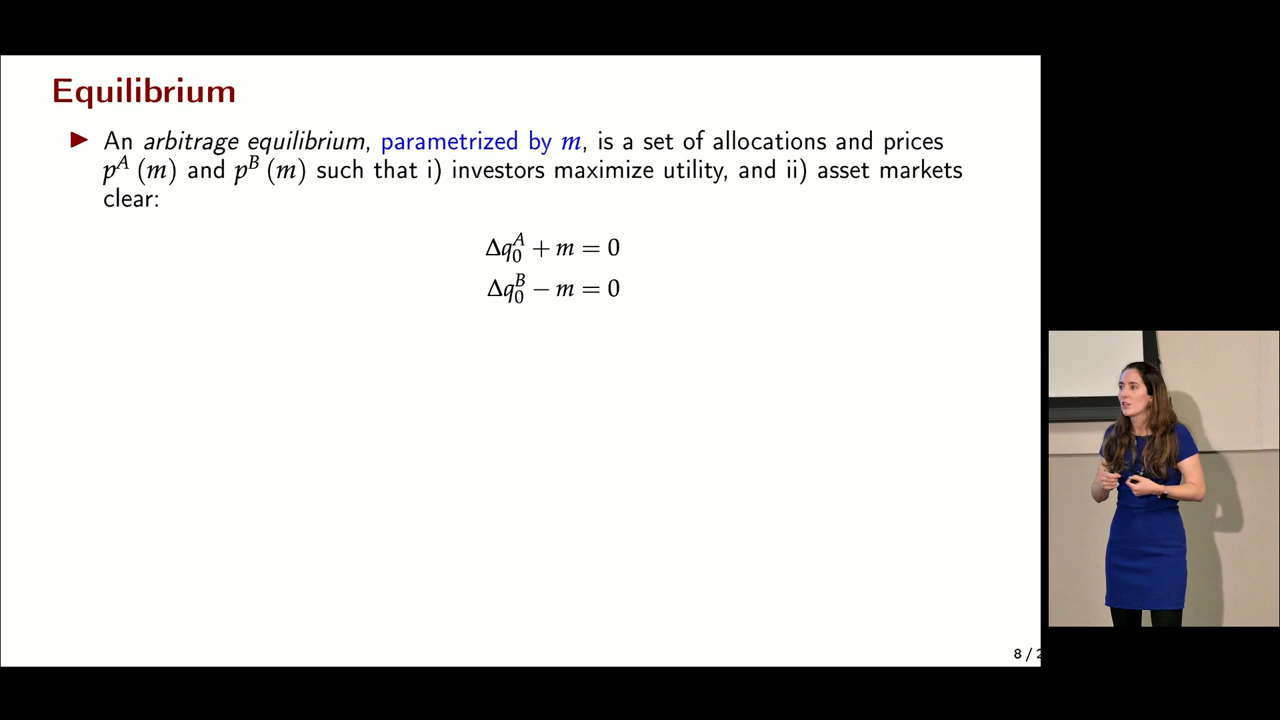 Equilibrium
▶ An arbitrage equilibrium, parametrized by m, is a set of allocations and prices
p^A (m) and p^B (m) such that i) investors maximize utility, and ii) asset markets
clear:
Δq_0^A + m = 0
Δq_0^B − m = 0
8 / 2